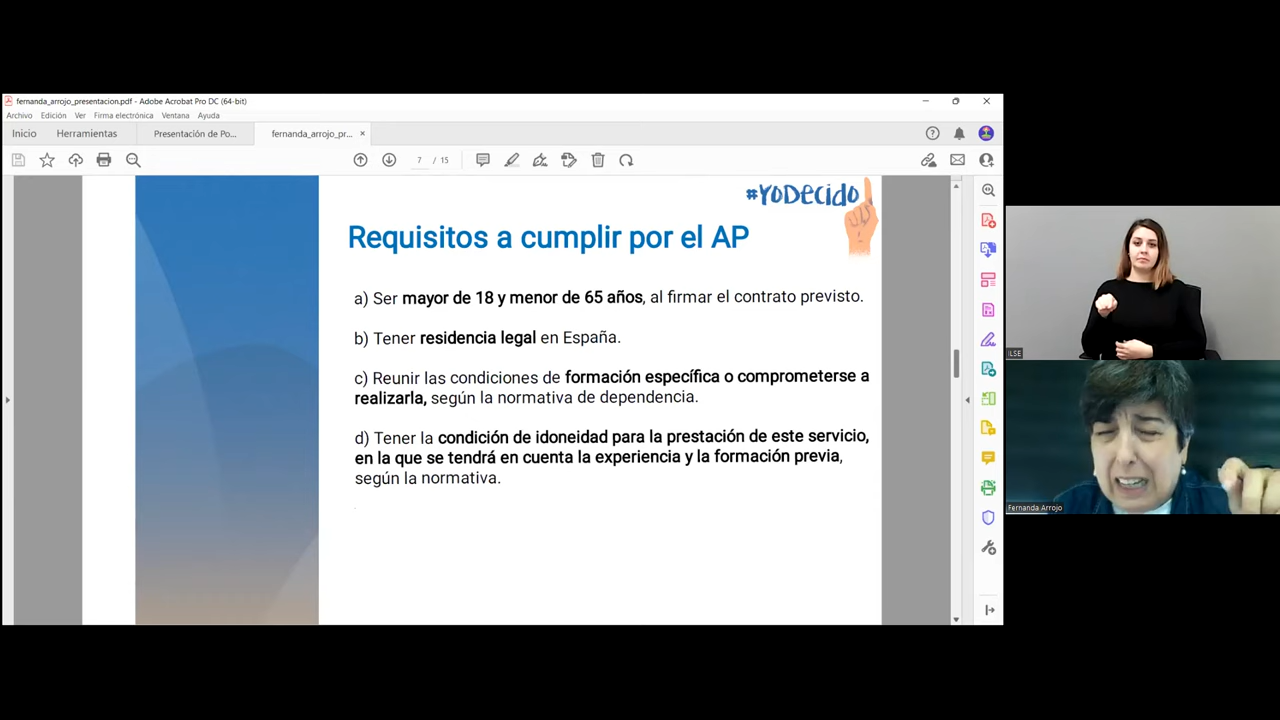 fernanda_arrojo_presentacion.pdf - Adobe Acrobat Pro DC (64-bit)
Archivo Edición Ver Firma electrónica Ventana Ayuda
Inicio Herramientas Presentación de Po... fernanda_arrojo_pr... ×
7 / 15
#YoDecido
Requisitos a cumplir por el AP
a) Ser mayor de 18 y menor de 65 años, al firmar el contrato previsto.
b) Tener residencia legal en España.
c) Reunir las condiciones de formación específica o comprometerse a
realizarla, según la normativa de dependencia.
d) Tener la condición de idoneidad para la prestación de este servicio,
en la que se tendrá en cuenta la experiencia y la formación previa,
según la normativa.
ILSE
Fernanda Arrojo